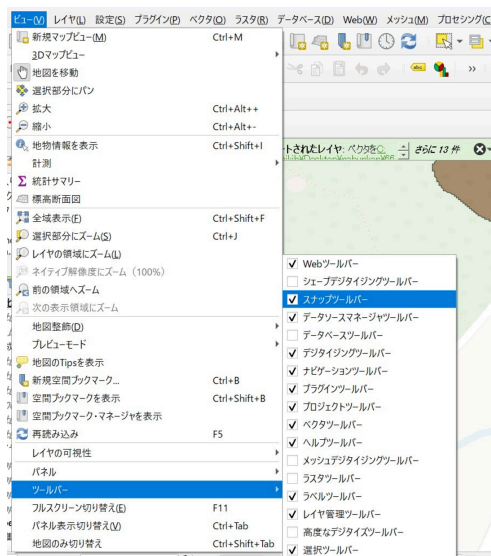 ビュー(V) レイヤ(L) 設定(S) プラグイン(P) ベクタ(O) ラスタ(R) データベース(D) Web(W) メッシュ(M) プロセシング(C)
新規マップビュー(M) Ctrl+M
3Dマップビュー
地図を移動
選択部分にパン
拡大 Ctrl+Alt++
縮小 Ctrl+Alt+-
地物情報を表示 Ctrl+Shift+I
計測
統計サマリー
標高断面図
全域表示(F) Ctrl+Shift+F
選択部分にズーム(S) Ctrl+J
レイヤの領域にズーム(L)
ネイティブ解像度にズーム (100%)
前の領域へズーム
次の表示領域にズーム
地図整飾(D)
プレビューモード
地図のTipsを表示
新規空間ブックマーク... Ctrl+B
空間ブックマークを表示 Ctrl+Shift+B
空間ブックマーク・マネージャを表示
再読み込み F5
レイヤの可視性
パネル
ツールバー
フルスクリーン切り替え(E) F11
パネル表示切り替え(V) Ctrl+Tab
地図のみ切り替え Ctrl+Shift+Tab
abc
»
トされたレイヤ: ベクタを さらに 13 件
Webツールバー
シェープデジタイジングツールバー
スナップツールバー
データソースマネージャツールバー
データベースツールバー
デジタイジングツールバー
ナビゲーションツールバー
プラグインツールバー
プロジェクトツールバー
ベクタツールバー
ヘルプツールバー
メッシュデジタイジングツールバー
ラスタツールバー
ラベルツールバー
レイヤ管理ツールバー
高度なデジタイズツールバー
選択ツールバー